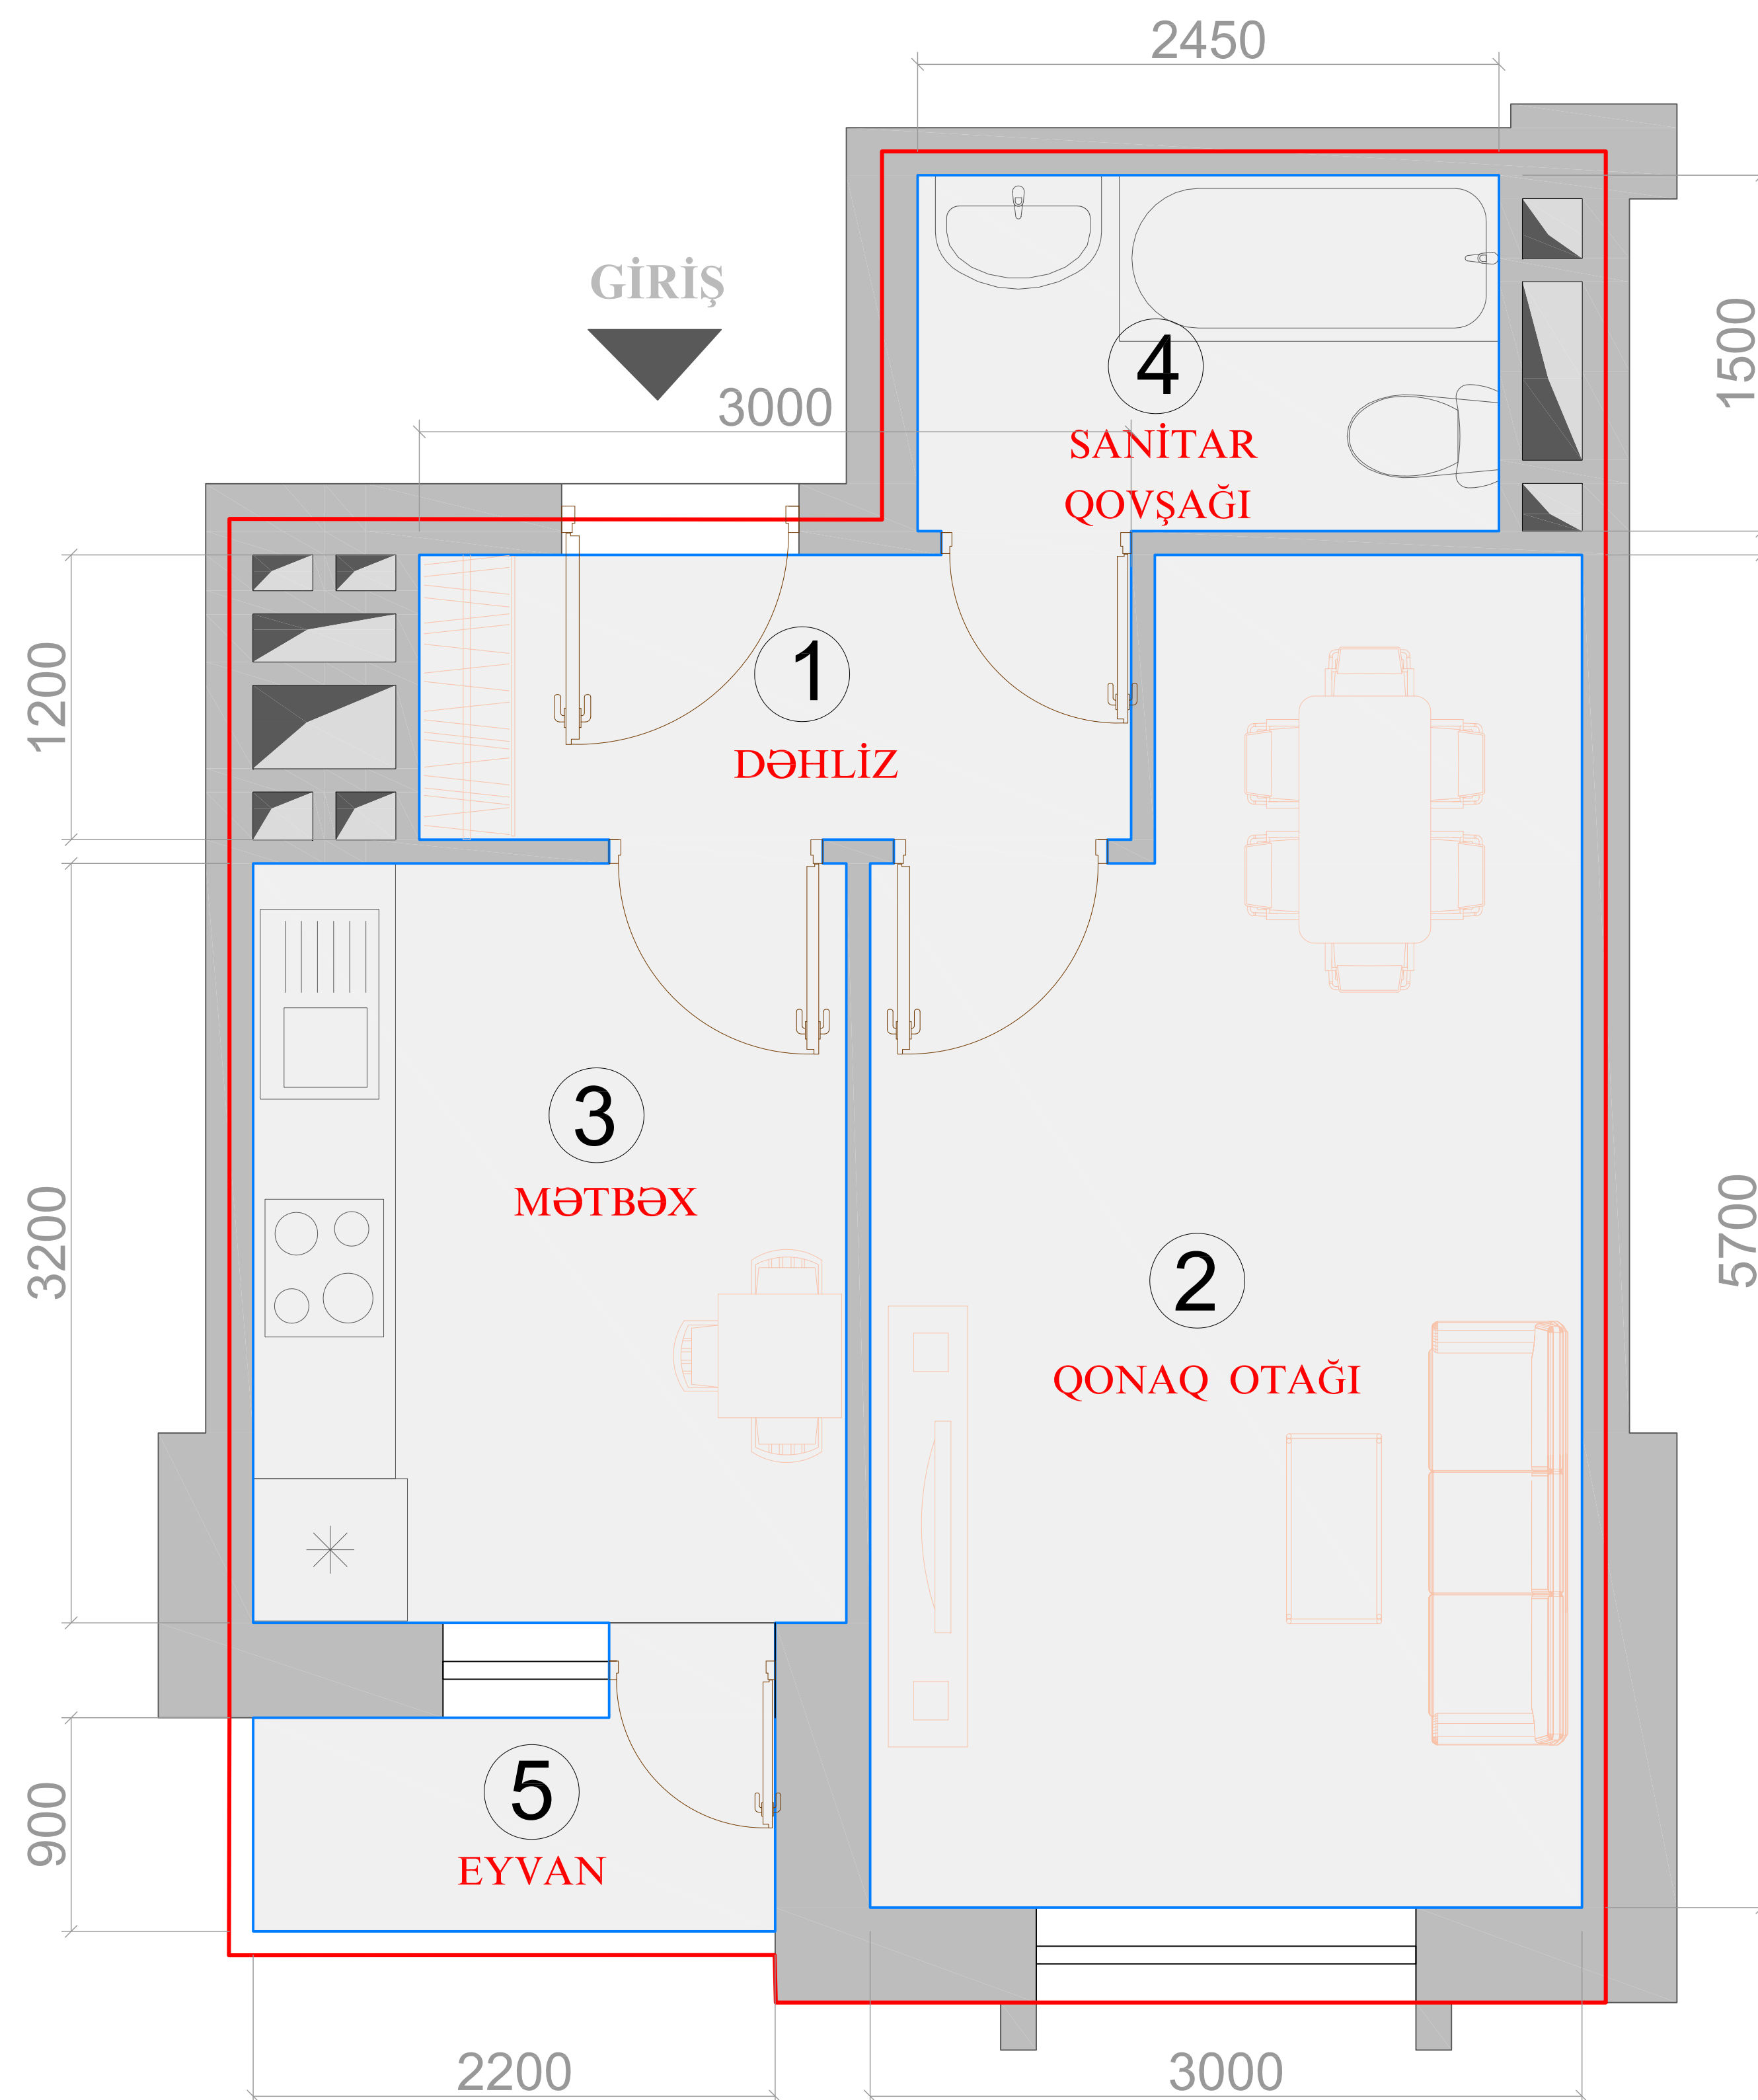 2450
GİRİŞ
3000
1500
4
SANİTAR
QOVŞAĞI
1200
1
DƏHLİZ
3200
3
MƏTBƏX
5700
2
QONAQ OTAĞI
900
5
EYVAN
2200
3000